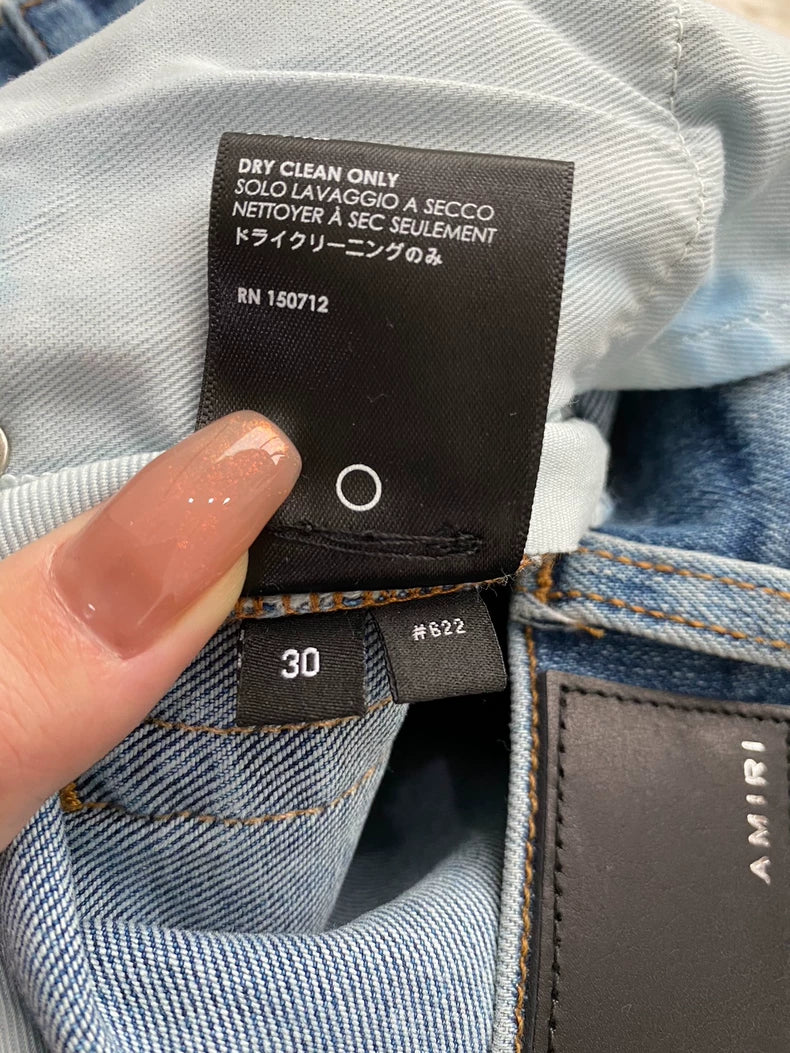 DRY CLEAN ONLY
SOLO LAVAGGIO A SECCO
NETTOYER À SEC SEULEMENT
ドライクリーニングのみ
RN 150712
30
#622
AMIRI